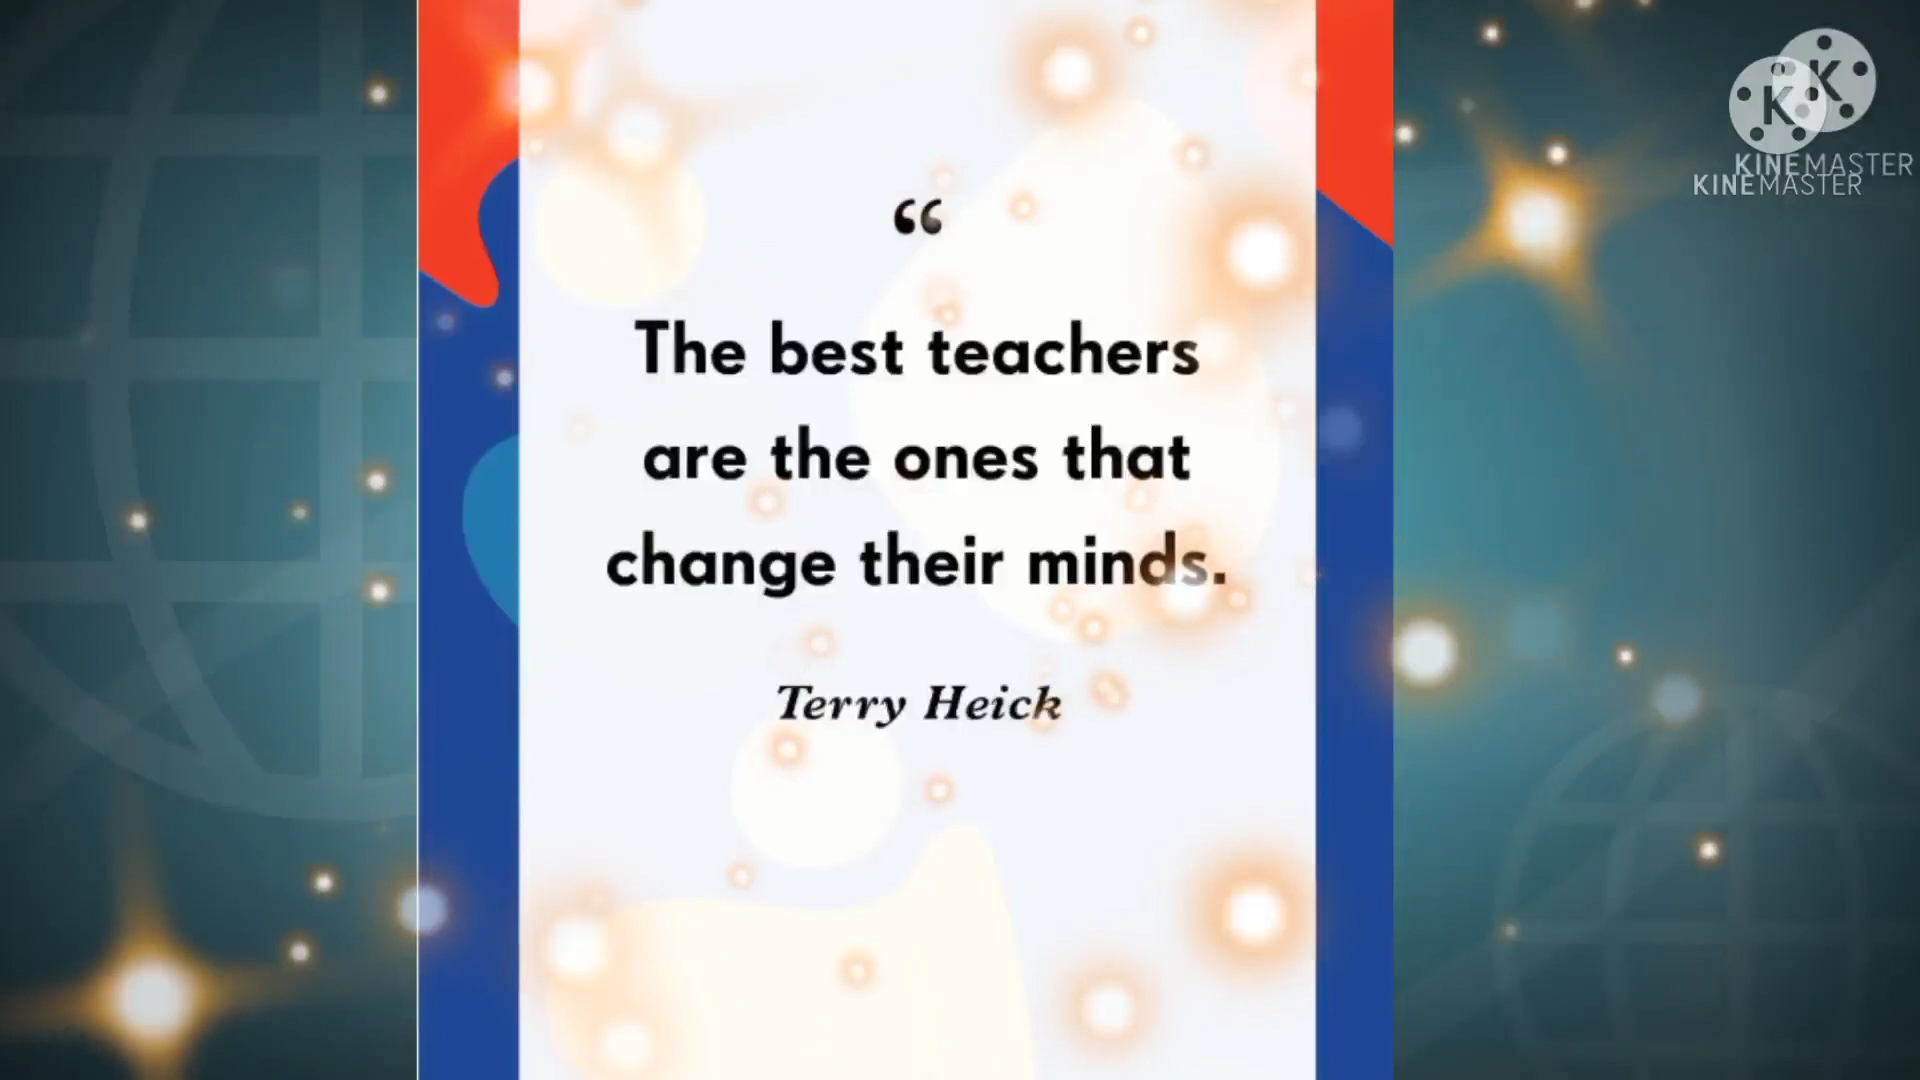 “
The best teachers
are the ones that
change their minds.
Terry Heick
K
K
KINEMASTER
KINEMASTER